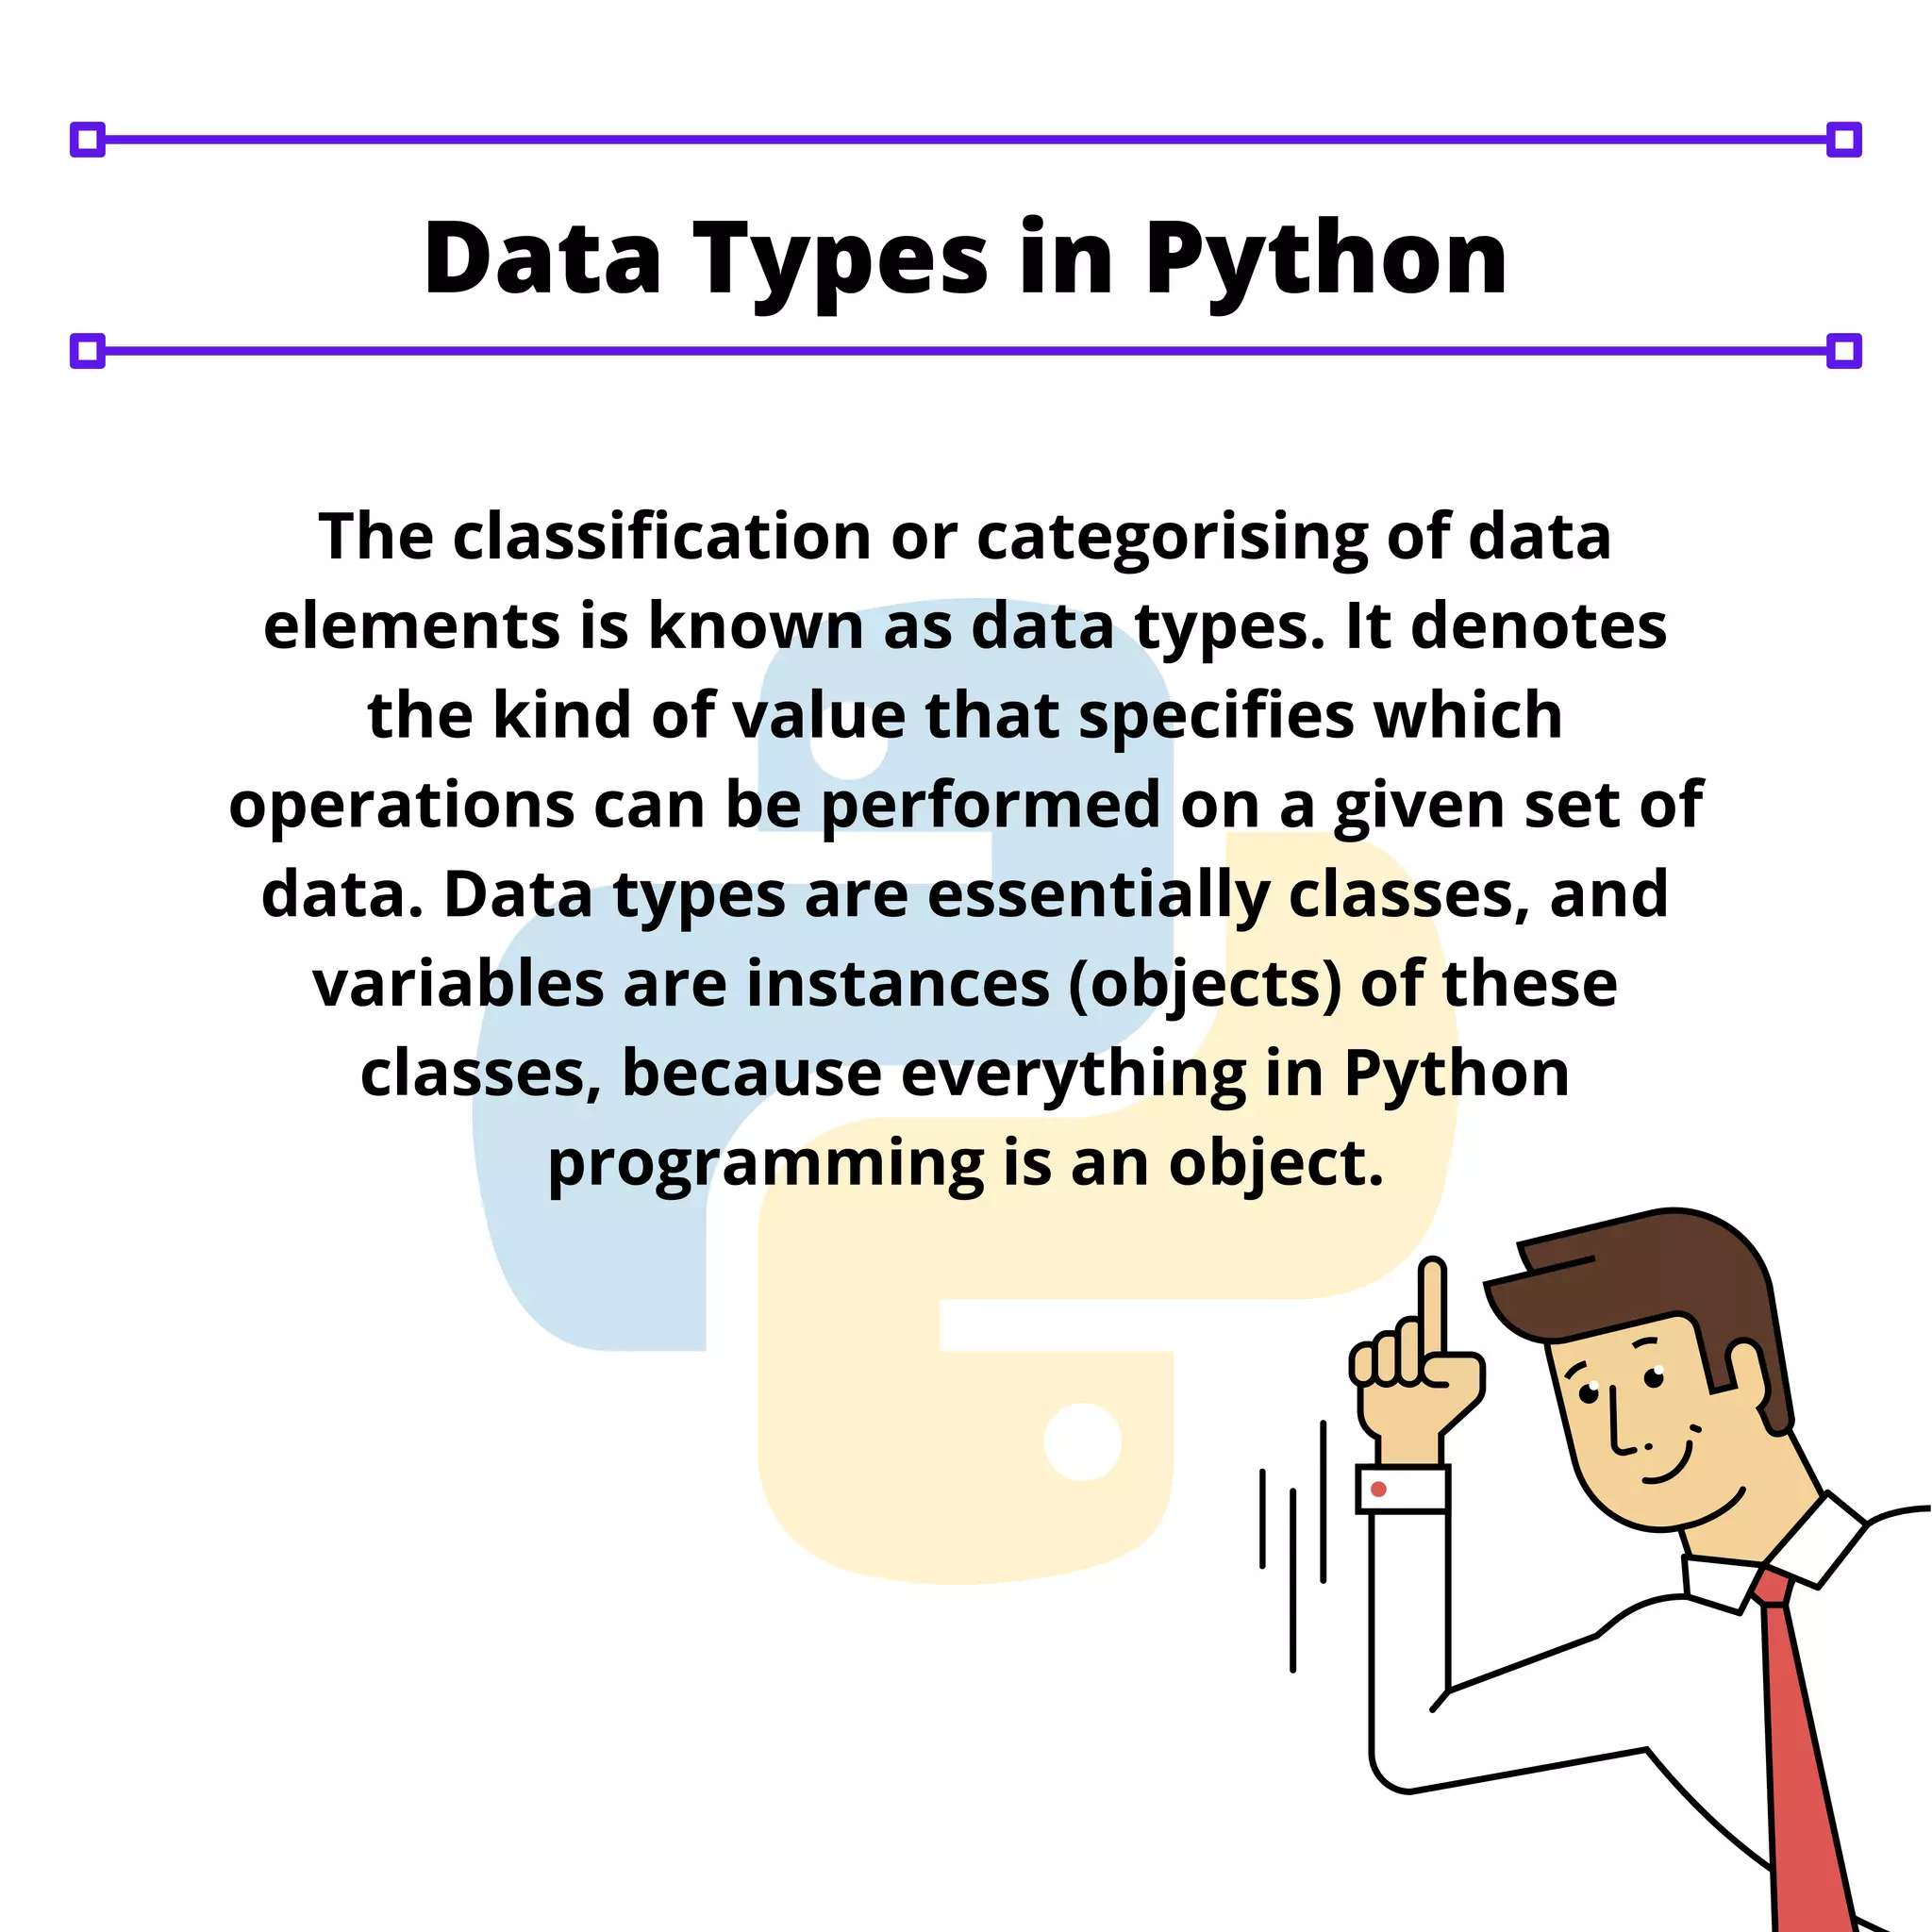 Data Types in Python
The classification or categorising of data
elements is known as data types. It denotes
the kind of value that specifies which
operations can be performed on a given set of
data. Data types are essentially classes, and
variables are instances (objects) of these
classes, because everything in Python
programming is an object.